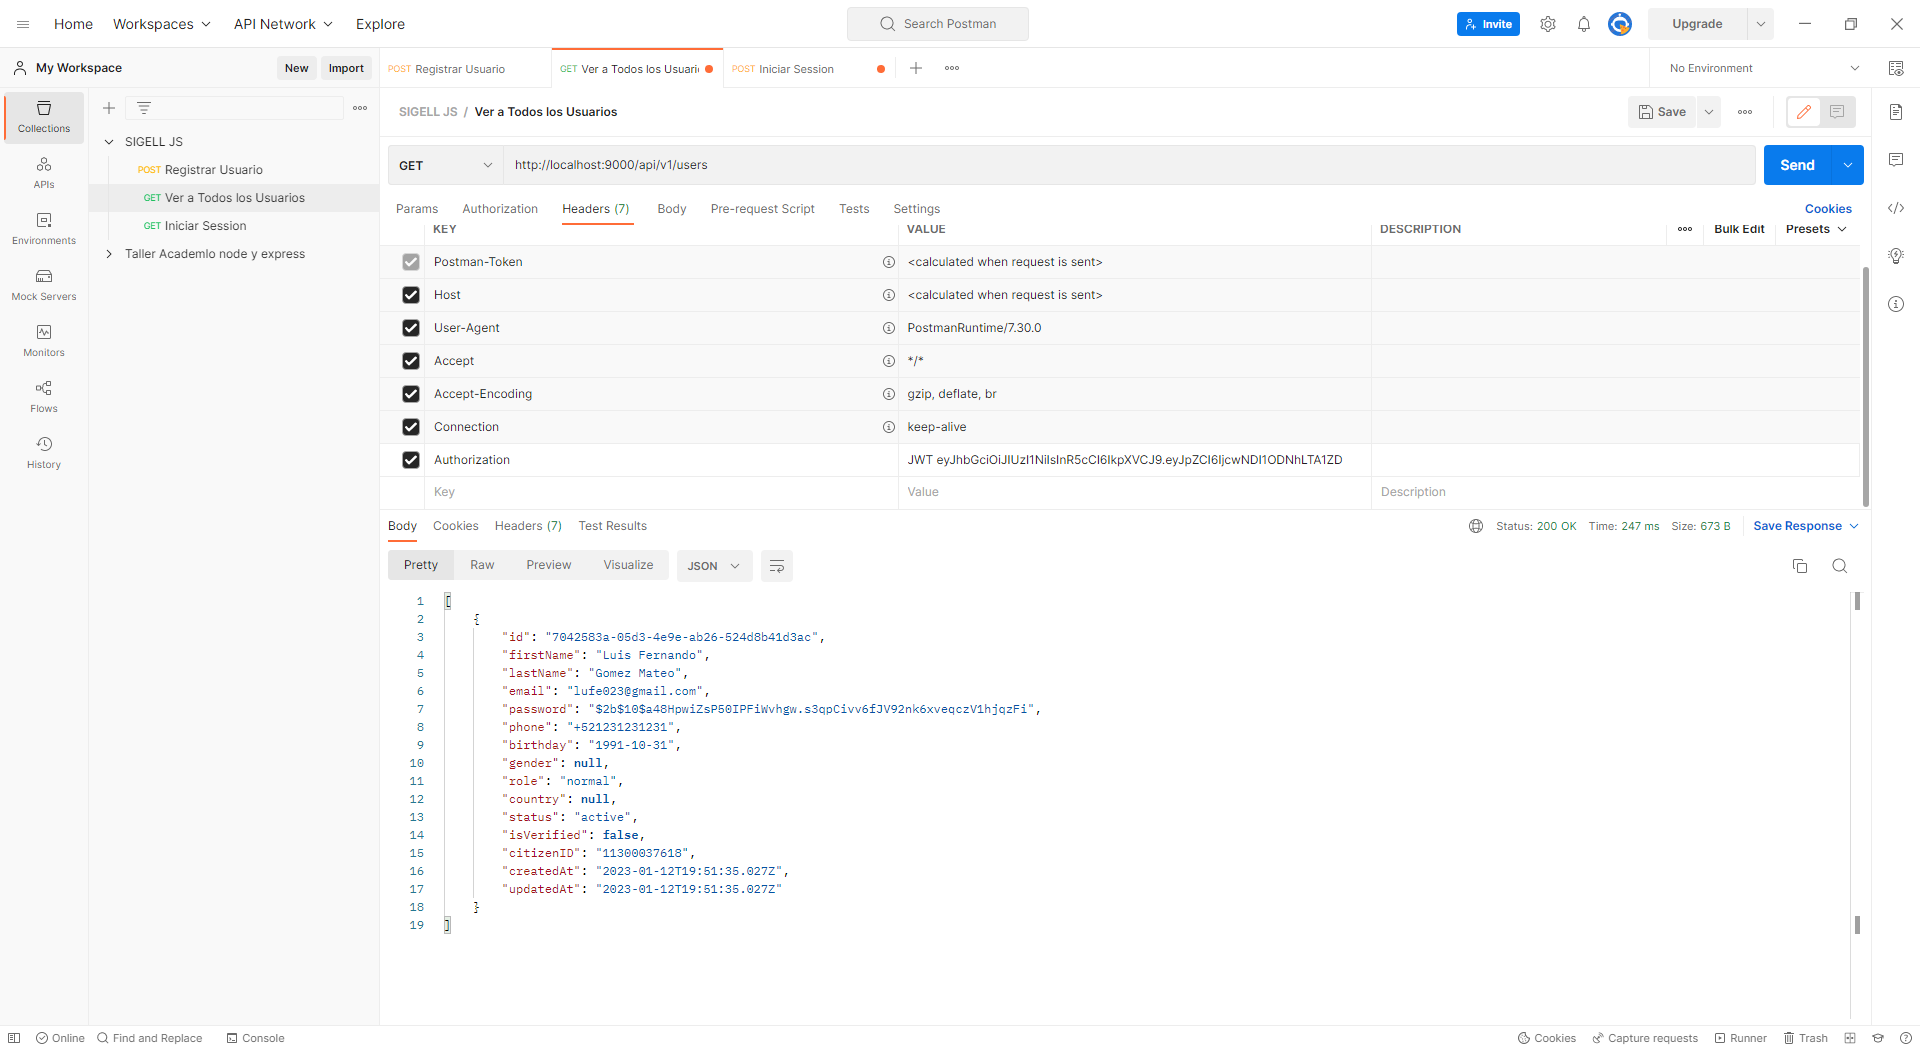 Home Workspaces API Network Explore Search Postman Invite Upgrade
My Workspace New Import POST Registrar Usuario GET Ver a Todos los Usuari POST Iniciar Session No Environment
Collections
APIs
Environments
Mock Servers
Monitors
Flows
History
SIGELL JS
POST Registrar Usuario
GET Ver a Todos los Usuarios
GET Iniciar Session
Taller Academlo node y express
SIGELL JS / Ver a Todos los Usuarios Save
GET http://localhost:9000/api/v1/users Send
Params Authorization Headers (7) Body Pre-request Script Tests Settings Cookies
KEY VALUE DESCRIPTION Bulk Edit Presets
Postman-Token <calculated when request is sent>
Host <calculated when request is sent>
User-Agent PostmanRuntime/7.30.0
Accept */*
Accept-Encoding gzip, deflate, br
Connection keep-alive
Authorization JWT eyJhbGciOiJIUzI1NiIsInR5cCI6IkpXVCJ9.eyJpZCI6IjcwNDI1ODNhLTA1ZD
Key Value Description
Body Cookies Headers (7) Test Results Status: 200 OK Time: 247 ms Size: 673 B Save Response
Pretty Raw Preview Visualize JSON
1 [
2 {
3 "id": "7042583a-05d3-4e9e-ab26-524d8b41d3ac",
4 "firstName": "Luis Fernando",
5 "lastName": "Gomez Mateo",
6 "email": "lufe023@gmail.com",
7 "password": "$2b$10$a48HpwiZsP50IPFiWvhgw.s3qpCivv6fJV92nk6xveqczV1hjqzFi",
8 "phone": "+521231231231",
9 "birthday": "1991-10-31",
10 "gender": null,
11 "role": "normal",
12 "country": null,
13 "status": "active",
14 "isVerified": false,
15 "citizenID": "11300037618",
16 "createdAt": "2023-01-12T19:51:35.027Z",
17 "updatedAt": "2023-01-12T19:51:35.027Z"
18 }
19 ]
Online Find and Replace Console Cookies Capture requests Runner Trash